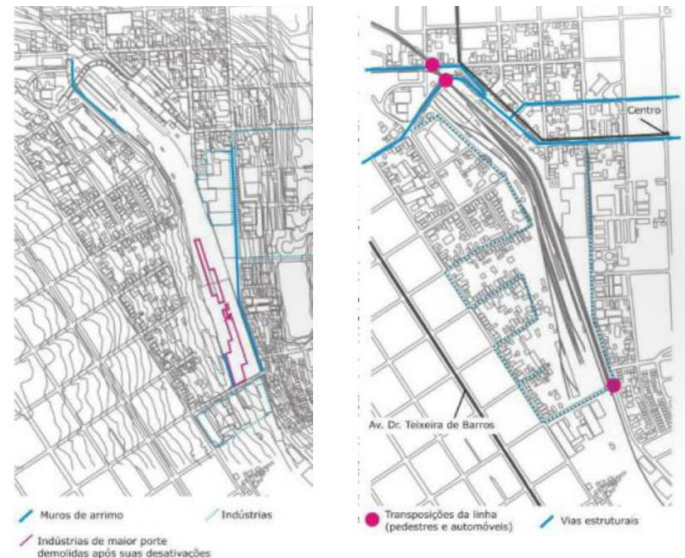 Centro
Av. Dr. Teixeira de Barros
Muros de arrimo
Indústrias
Indústrias de maior porte
demolidas após suas desativações
Transposições da linha
(pedestres e automóveis)
Vias estruturais